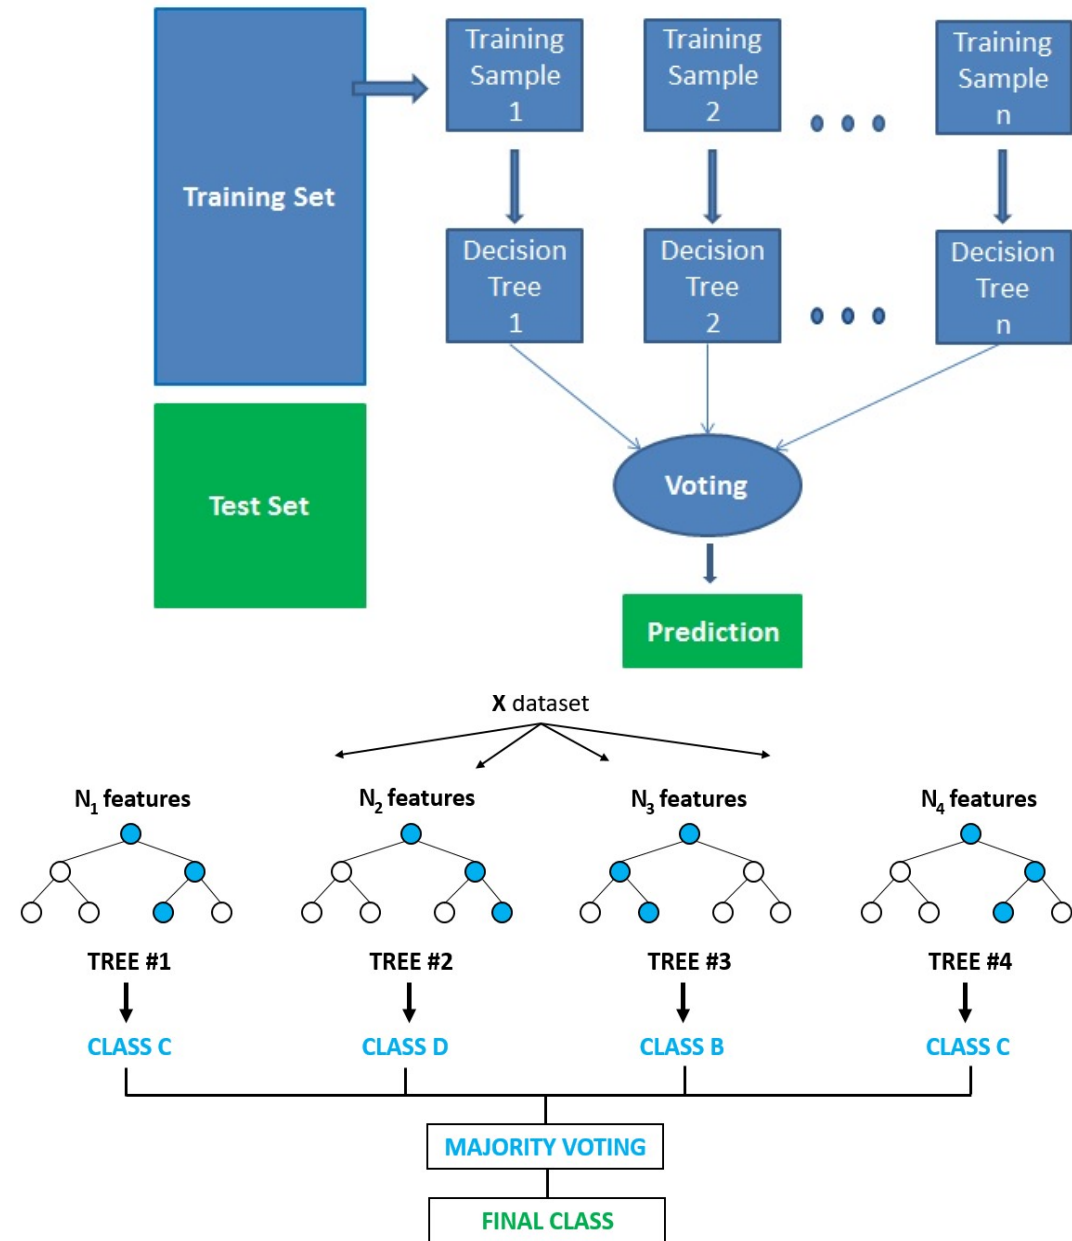 Training Set
Training
Sample
1
Training
Sample
2
Training
Sample
n
Decision
Tree
1
Decision
Tree
2
Decision
Tree
n
Test Set
Voting
Prediction
X dataset
N1 features
N2 features
N3 features
N4 features
TREE #1
TREE #2
TREE #3
TREE #4
CLASS C
CLASS D
CLASS B
CLASS C
MAJORITY VOTING
FINAL CLASS